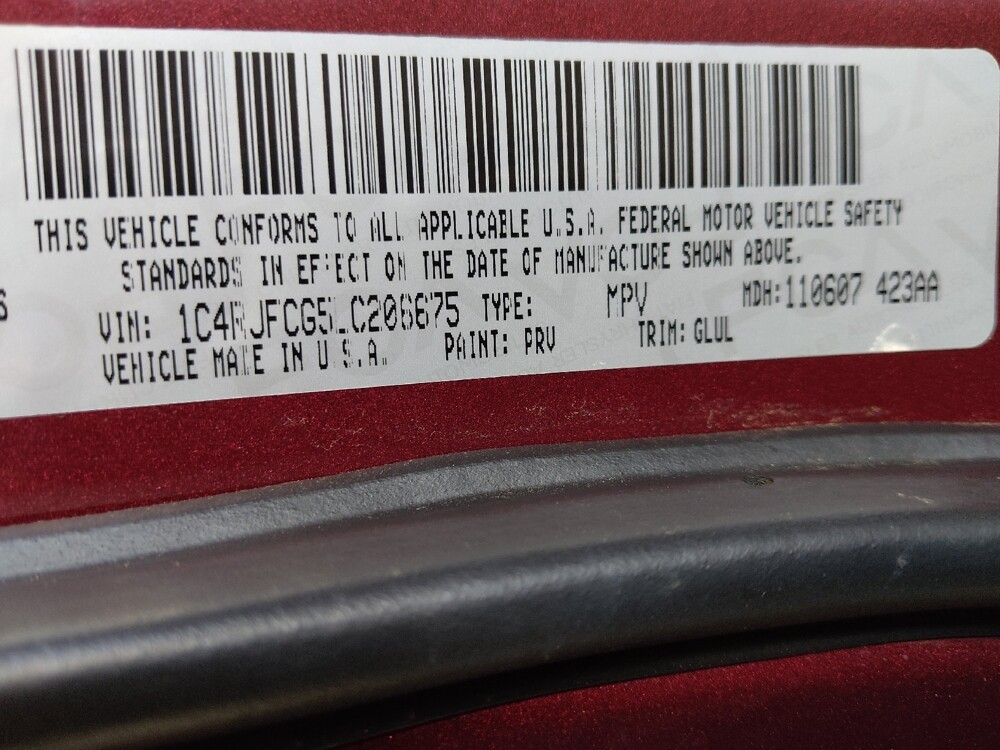 THIS VEHICLE CONFORMS TO ALL APPLICABLE U.S.A. FEDERAL MOTOR VEHICLE SAFETY
STANDARDS IN EFFECT ON THE DATE OF MANUFACTURE SHOWN ABOVE.
VIN: 1C4RJFCG5LC206675 TYPE: MPV MDH:110607 423AA
VEHICLE MADE IN U.S.A. PAINT: PRV TRIM: GLUL